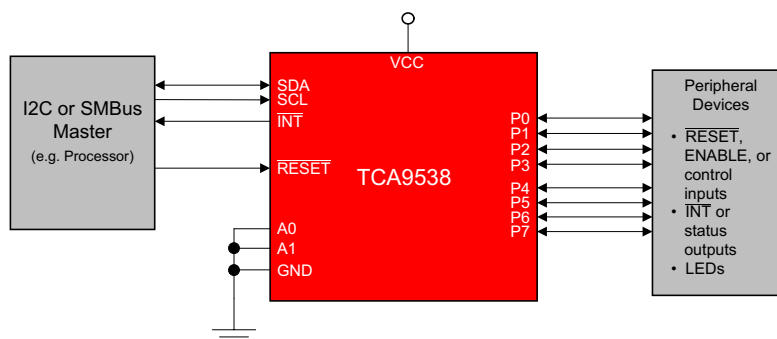 VCC
I2C or SMBus
Master
(e.g. Processor)
SDA
SCL
INT
RESET
A0
A1
GND
TCA9538
P0
P1
P2
P3
P4
P5
P6
P7
Peripheral
Devices
• RESET,
ENABLE, or
control
inputs
• INT or
status
outputs
• LEDs